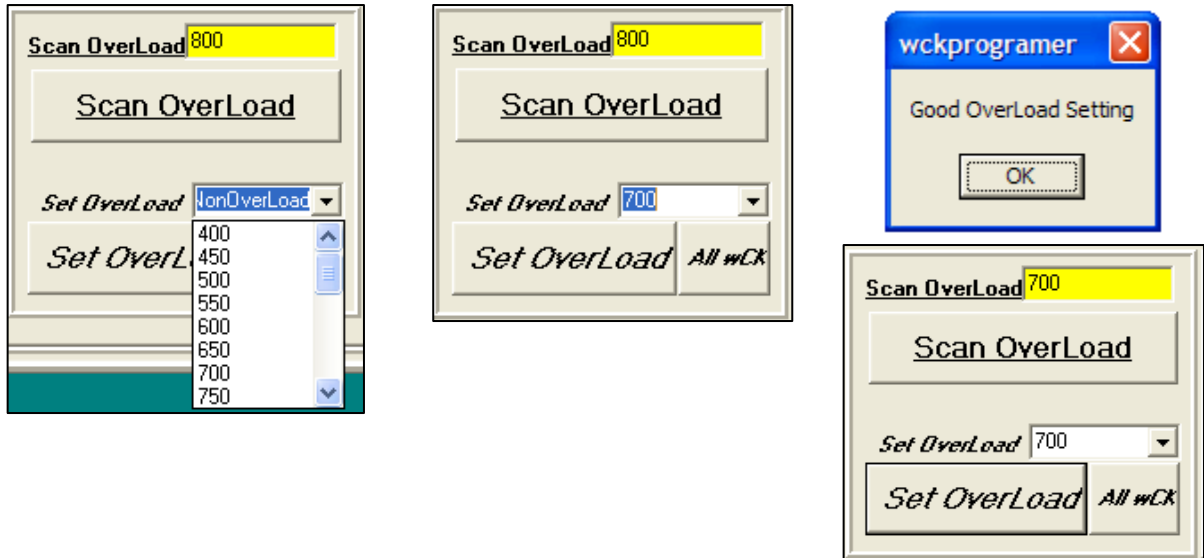 Scan OverLoad 800
Scan OverLoad
Set OverLoad NonOverLoad
Set OverL
400
450
500
550
600
650
700
750
Scan OverLoad 800
Scan OverLoad
Set OverLoad 700
Set OverLoad All wCK
wckprogramer
Good OverLoad Setting
OK
Scan OverLoad 700
Scan OverLoad
Set OverLoad 700
Set OverLoad All wCK